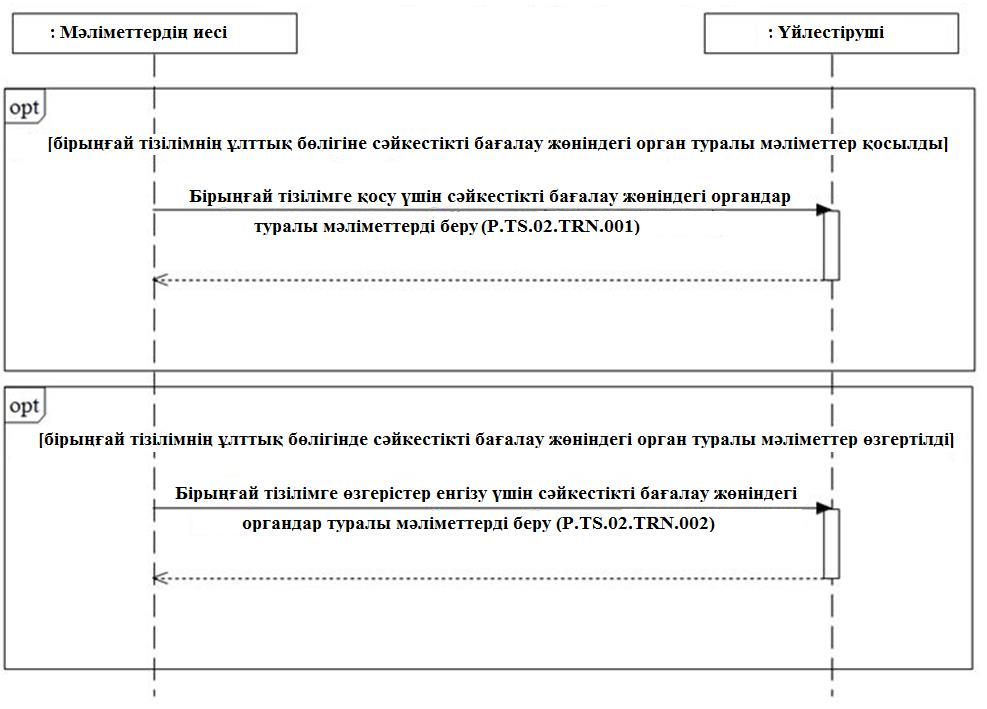 : Мәліметтердің иесі
: Үйлестіруші
opt
[бірыңғай тізілімнің ұлттық бөлігіне сәйкестікті бағалау жөніндегі орган туралы мәліметтер қосылды]
Бірыңғай тізілімге қосу үшін сәйкестікті бағалау жөніндегі органдар
туралы мәліметтерді беру (P.TS.02.TRN.001)
opt
[бірыңғай тізілімнің ұлттық бөлігінде сәйкестікті бағалау жөніндегі орган туралы мәліметтер өзгертілді]
Бірыңғай тізілімге өзгерістер енгізу үшін сәйкестікті бағалау жөніндегі
органдар туралы мәліметтерді беру (P.TS.02.TRN.002)